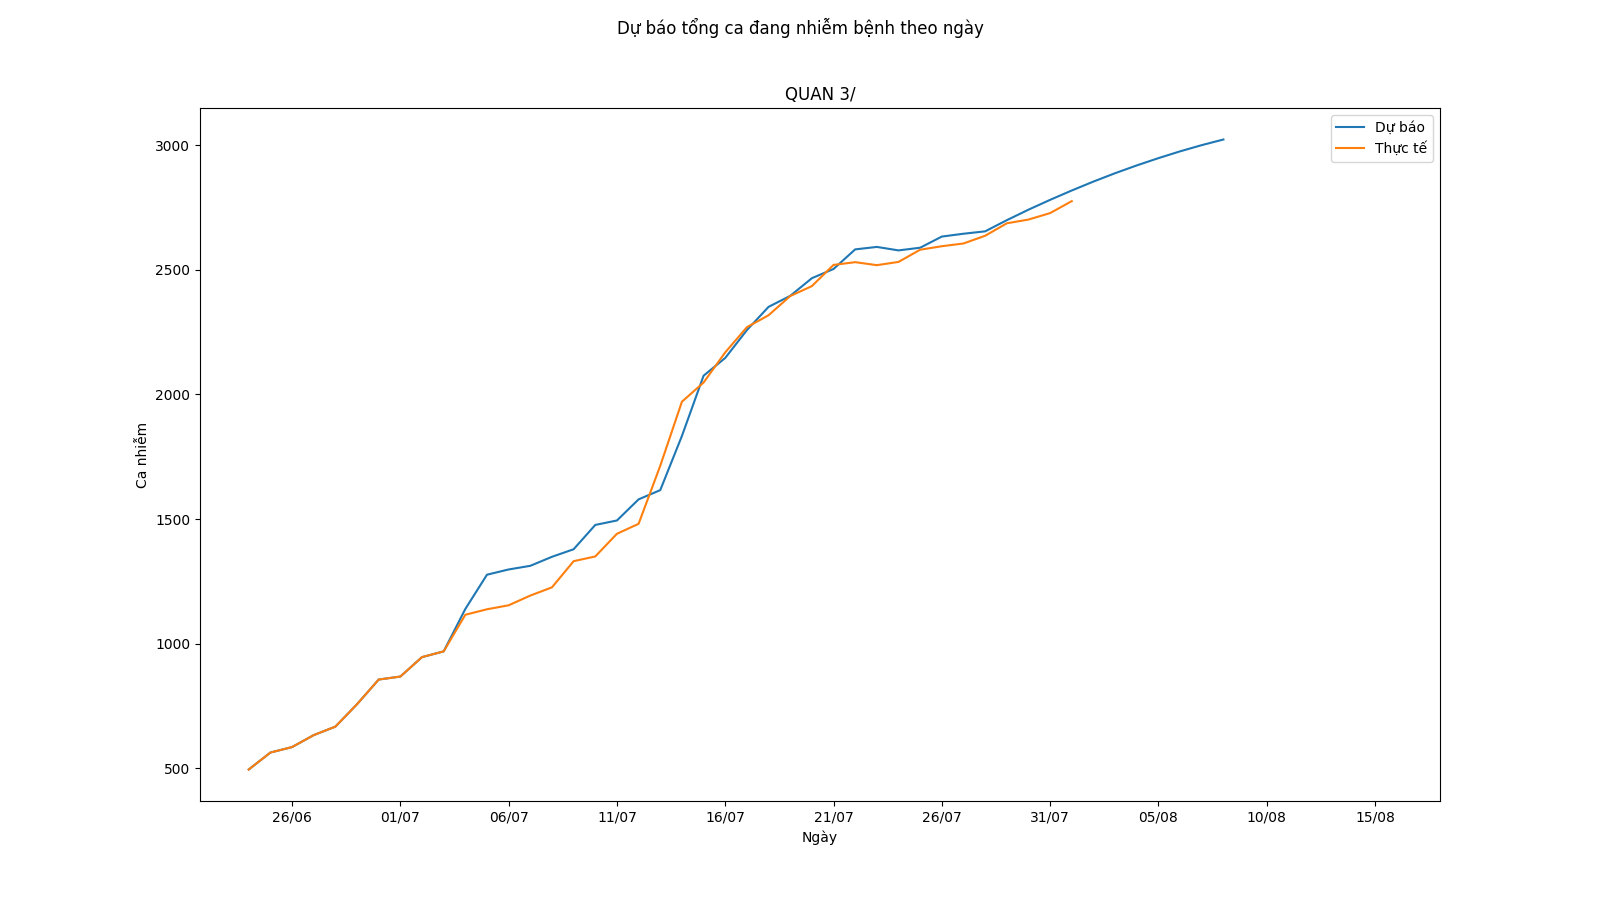 Dự báo tổng ca đang nhiễm bệnh theo ngày
QUAN 3/
Dự báo
Thực tế
3000
2500
2000
1500
1000
500
Ca nhiễm
26/06 01/07 06/07 11/07 16/07 21/07 26/07 31/07 05/08 10/08 15/08
Ngày